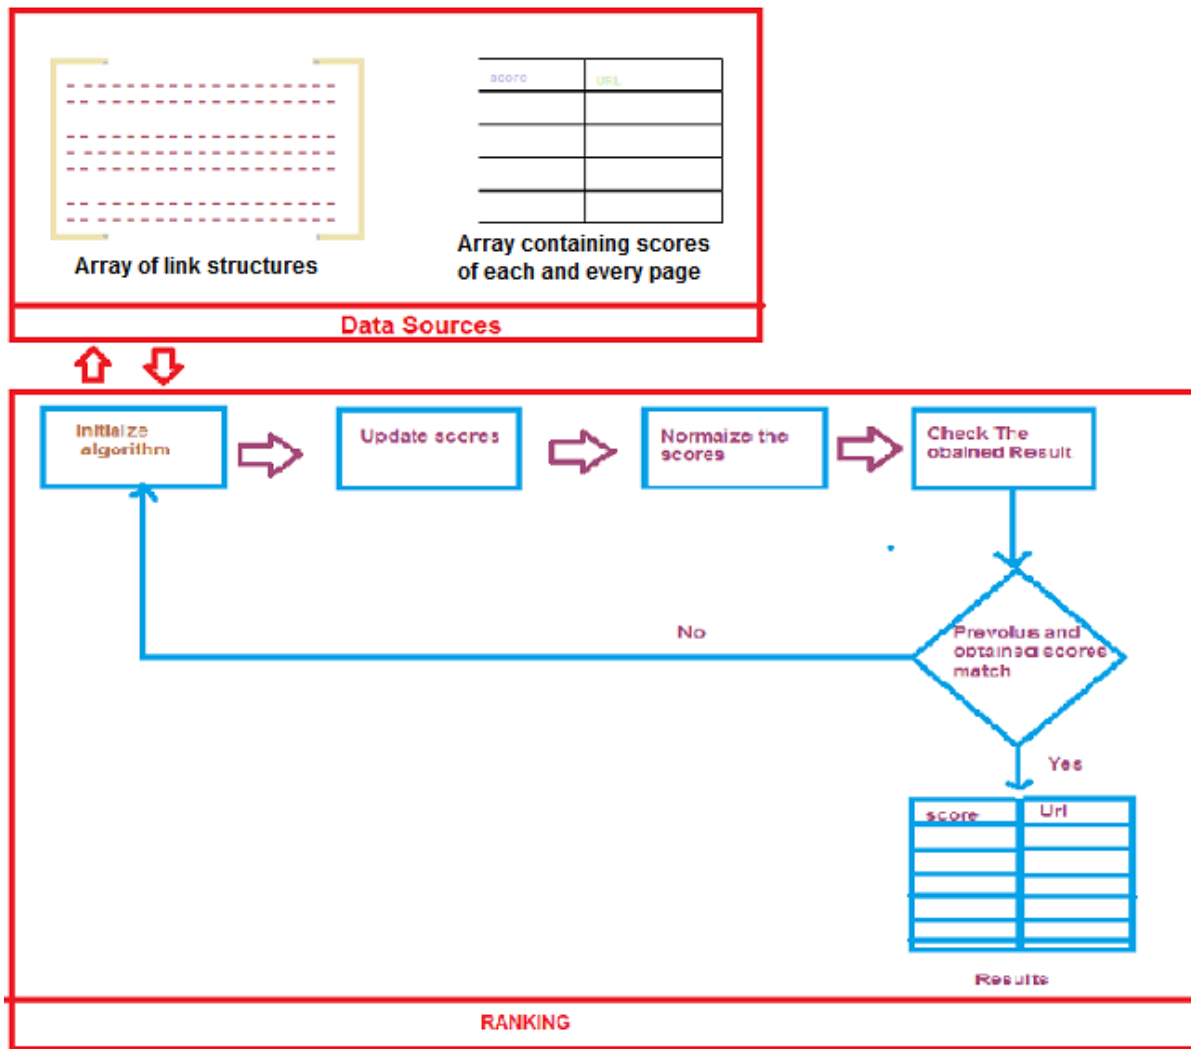 score URL
Array of link structures
Array containing scores
of each and every page
Data Sources
Initiaize
algorithm
Update scores
Normaize the
scores
Check The
obained Result
No
Prevoius and
obtained scores
match
Yes
score Url
Results
RANKING